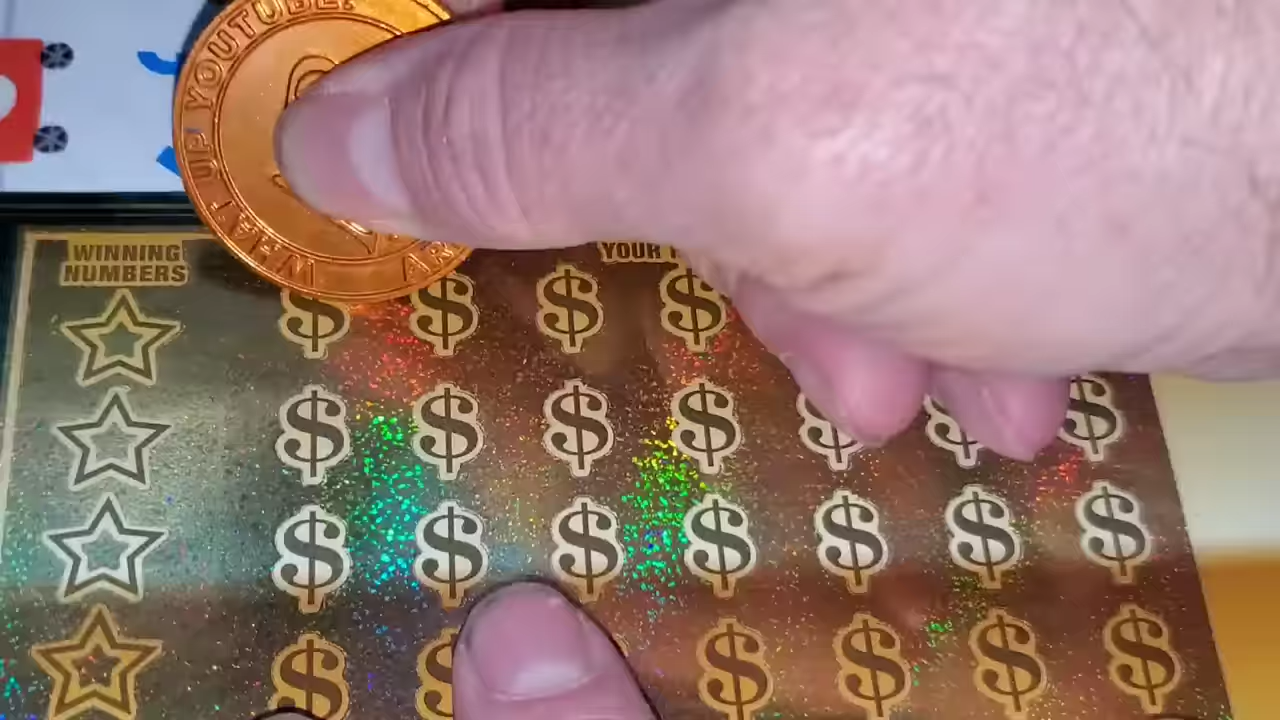 WHAT UP YOUTUBE!
WINNING
NUMBERS
YOUR
$ $ $ $
$ $ $ $ $ $ $
$ $ $ $ $ $ $
$ $ $ $ $ $